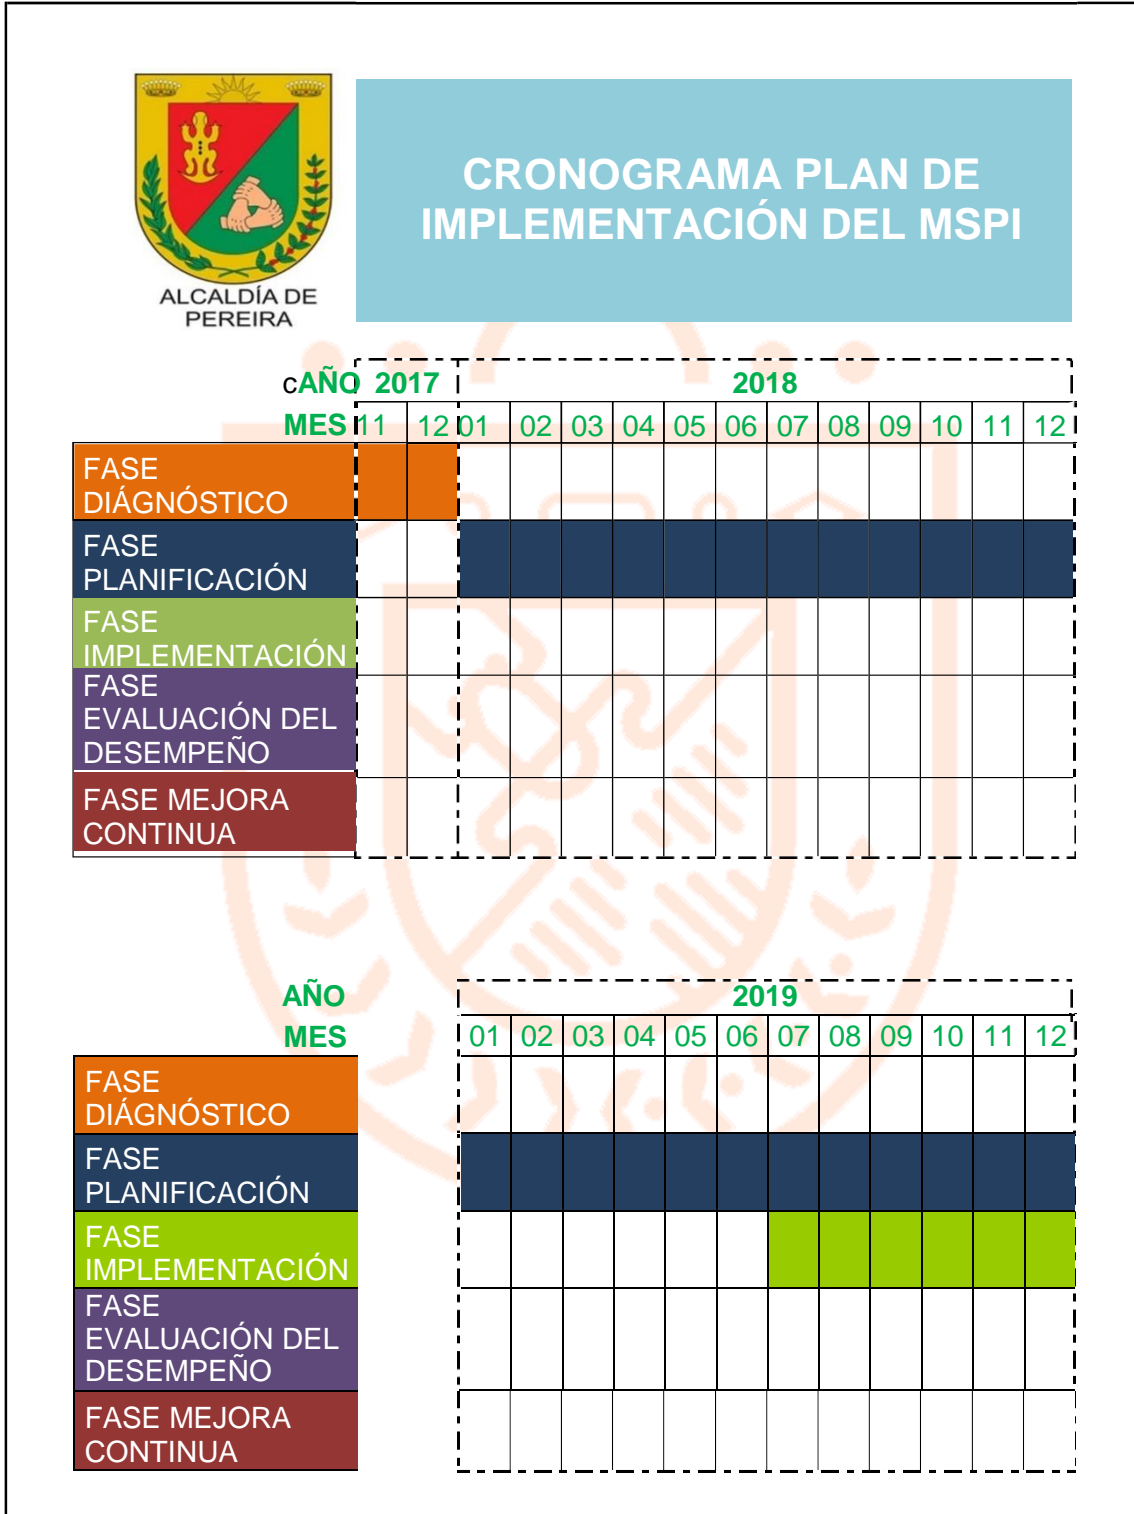 ALCALDÍA DE
PEREIRA
CRONOGRAMA PLAN DE
IMPLEMENTACIÓN DEL MSPI
cAÑO 2017 2018
MES 11 12 01 02 03 04 05 06 07 08 09 10 11 12
FASE
DIÁGNÓSTICO
FASE
PLANIFICACIÓN
FASE
IMPLEMENTACIÓN
FASE
EVALUACIÓN DEL
DESEMPEÑO
FASE MEJORA
CONTINUA
AÑO 2019
MES 01 02 03 04 05 06 07 08 09 10 11 12
FASE
DIÁGNÓSTICO
FASE
PLANIFICACIÓN
FASE
IMPLEMENTACIÓN
FASE
EVALUACIÓN DEL
DESEMPEÑO
FASE MEJORA
CONTINUA